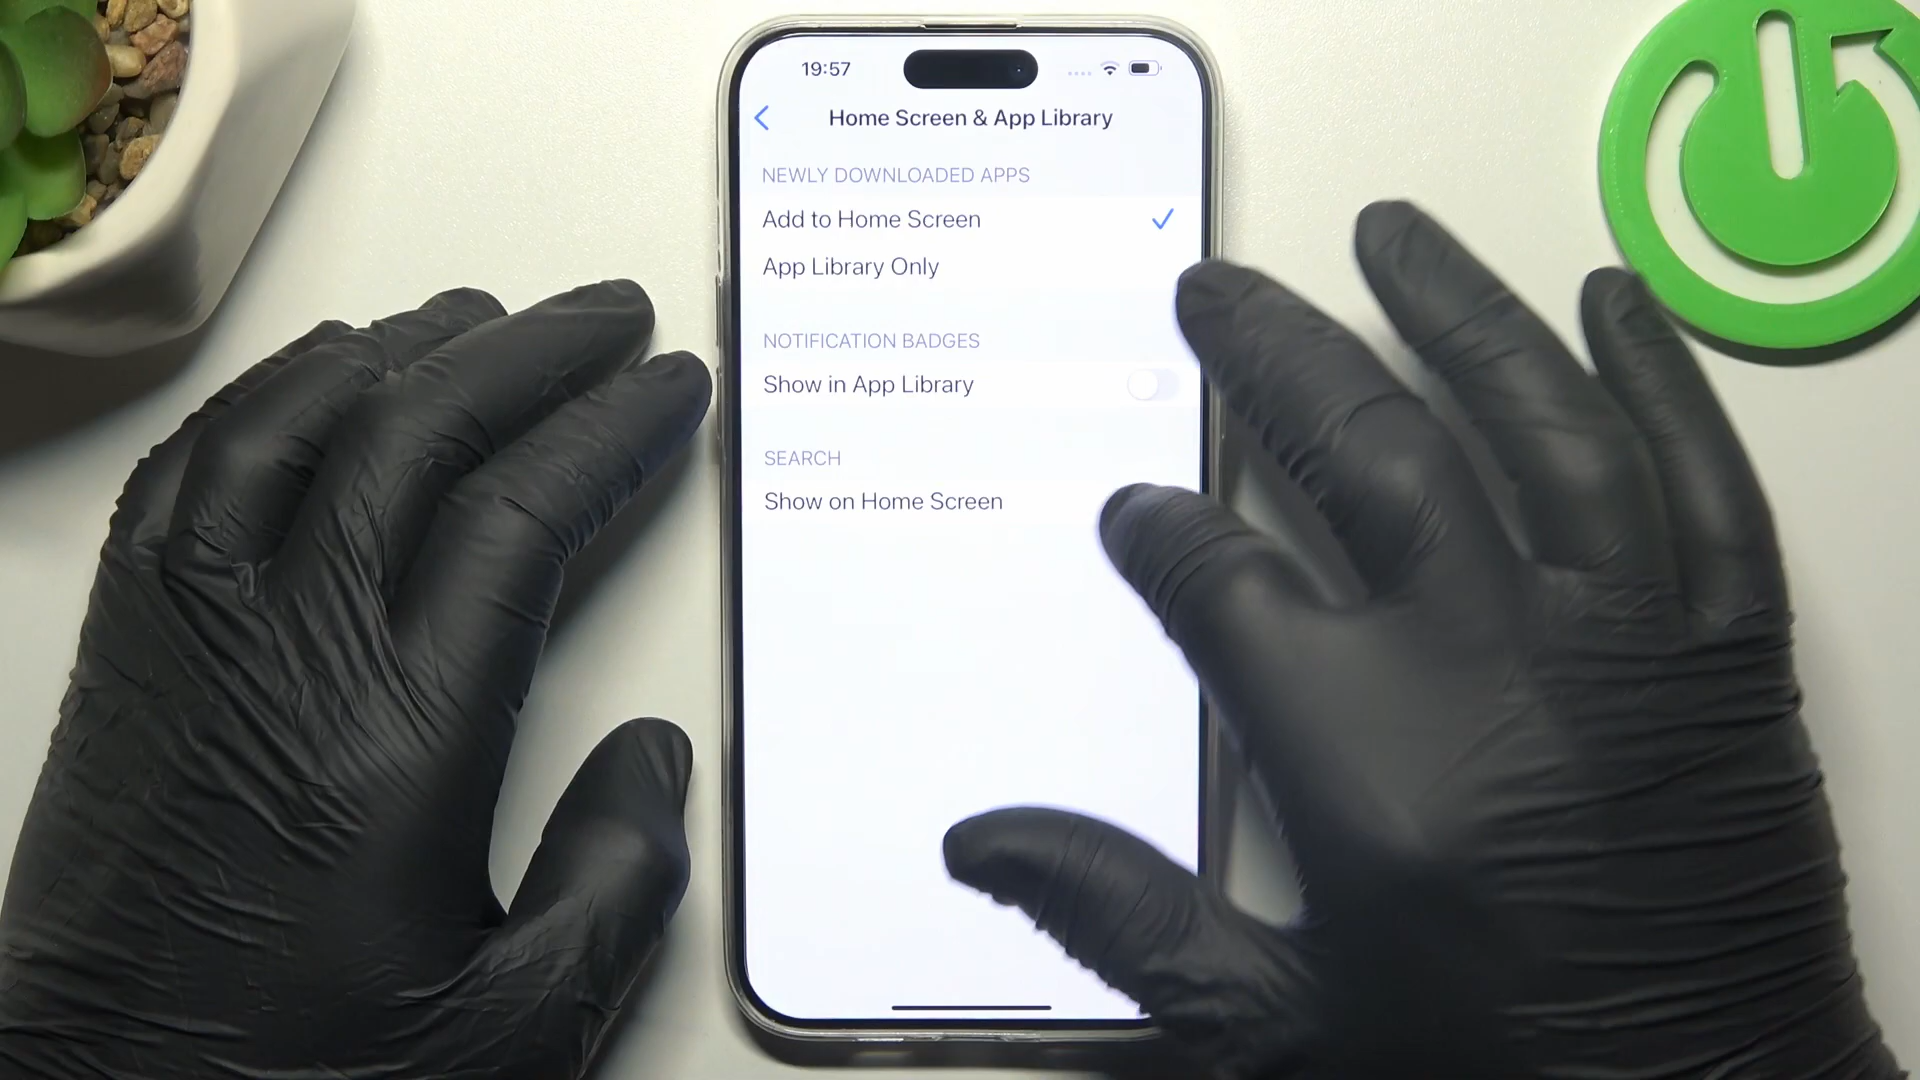 19:57
Home Screen & App Library
NEWLY DOWNLOADED APPS
Add to Home Screen
App Library Only
NOTIFICATION BADGES
Show in App Library
SEARCH
Show on Home Screen